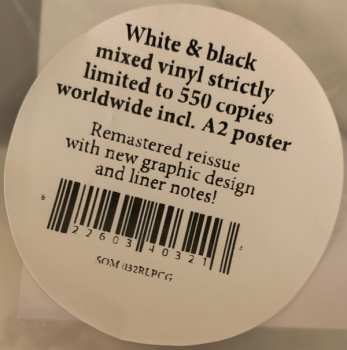 White & black
mixed vinyl strictly
limited to 550 copies
worldwide incl. A2 poster
Remastered reissue
with new graphic design
and liner notes!
8 22603 40321